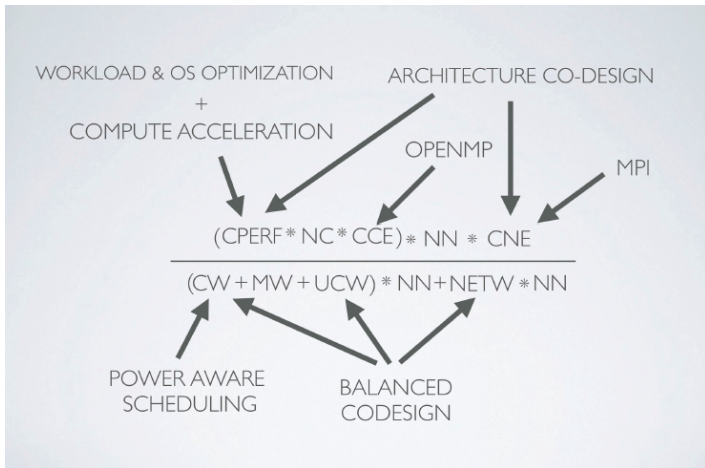 WORKLOAD & OS OPTIMIZATION
+
COMPUTE ACCELERATION
ARCHITECTURE CO-DESIGN
OPENMP
MPI
(CPERF * NC * CCE) * NN * CNE
(CW + MW + UCW) * NN + NETW * NN
POWER AWARE
SCHEDULING
BALANCED
CODESIGN